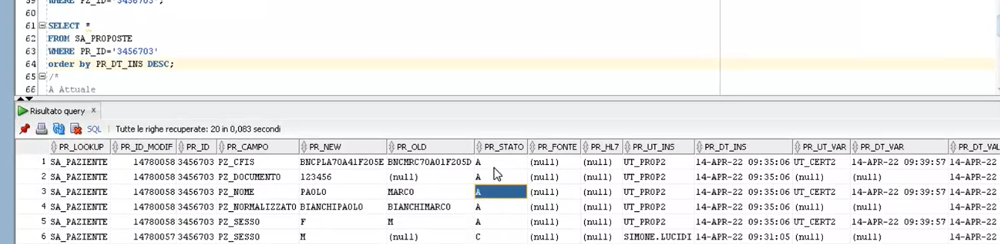 59 WHERE PZ_ID='3456703';
60
61 SELECT *
62 FROM SA_PROPOSTE
63 WHERE PR_ID='3456703'
64 order by PR_DT_INS DESC;
65 /*
66 A Attuale
Risultato query x
SQL Tutte le righe recuperate: 20 in 0,083 secondi
PR_LOOKUP PR_ID_MODIF PR_ID PR_CAMPO PR_NEW PR_OLD PR_STATO PR_FONTE PR_HL7 PR_UT_INS PR_DT_INS PR_UT_VAR PR_DT_VAR PR_DT_VAL
1 SA_PAZIENTE 14780058 3456703 PZ_CFIS BNCPLA70A41F205E BNCMRC70A01F205D A (null) (null) UT_PROP2 14-APR-22 09:35:06 UT_CERT2 14-APR-22 09:39:57 14-APR
2 SA_PAZIENTE 14780058 3456703 PZ_DOCUMENTO 123456 (null) A (null) (null) UT_PROP2 14-APR-22 09:35:06 (null) (null) 14-APR
3 SA_PAZIENTE 14780058 3456703 PZ_NOME PAOLO MARCO A (null) (null) UT_PROP2 14-APR-22 09:35:06 UT_CERT2 14-APR-22 09:39:57 14-APR
4 SA_PAZIENTE 14780058 3456703 PZ_NORMALIZZATO BIANCHIPAOLO BIANCHIMARCO A (null) (null) UT_PROP2 14-APR-22 09:35:06 (null) (null) 14-APR
5 SA_PAZIENTE 14780058 3456703 PZ_SESSO F M A (null) (null) UT_PROP2 14-APR-22 09:35:06 UT_CERT2 14-APR-22 09:39:57 14-APR
6 SA_PAZIENTE 14780057 3456703 PZ_SESSO M (null) C (null) (null) SIMONE.LUCIDI 14-APR-22 09:31:05 (null) (null) 14-APR